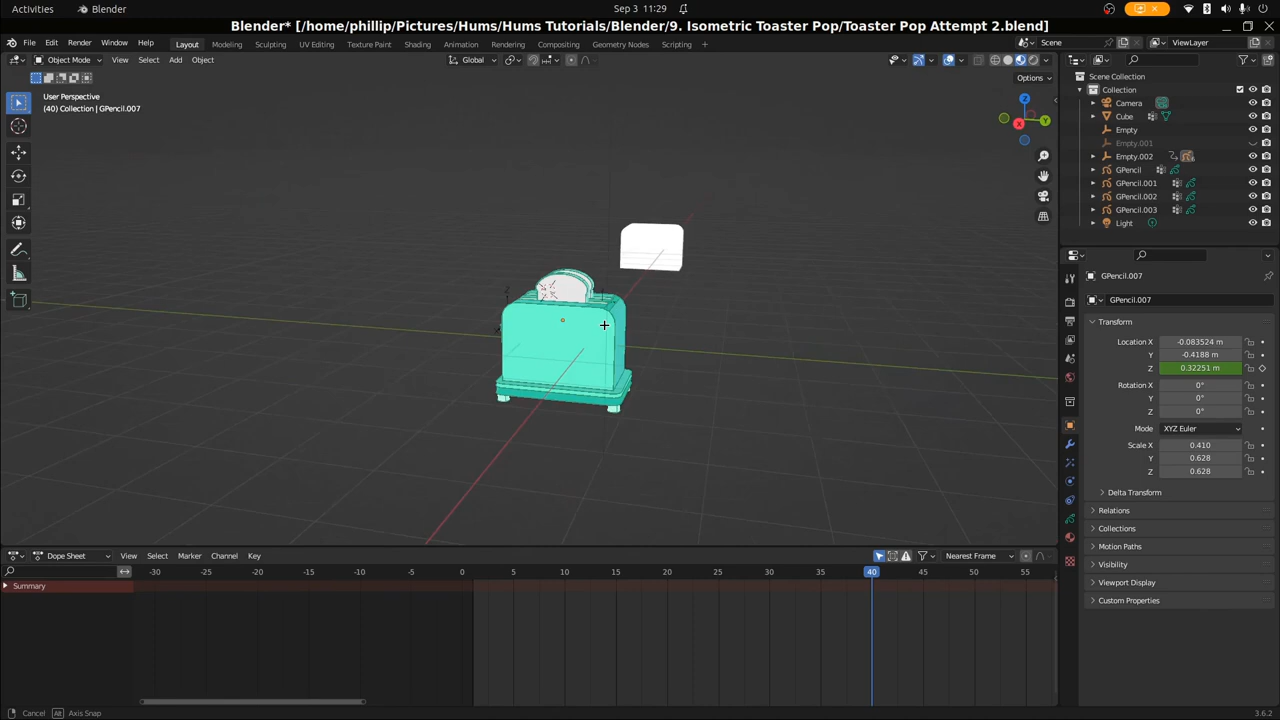 Activities Blender Sep 3 11:29
Blender* [/home/phillip/Pictures/Hums/Hums Tutorials/Blender/9. Isometric Toaster Pop/Toaster Pop Attempt 2.blend]
File Edit Render Window Help Layout Modeling Sculpting UV Editing Texture Paint Shading Animation Rendering Compositing Geometry Nodes Scripting + Scene ViewLayer
Object Mode View Select Add Object Global
Options
User Perspective
(40) Collection | GPencil.007
Z
Y
X
Scene Collection
Collection
Camera
Cube
Empty
Empty.001
Empty.002
GPencil
GPencil.001
GPencil.002
GPencil.003
Light
GPencil.007
GPencil.007
Transform
Location X -0.083524 m
Y -0.4188 m
Z 0.32251 m
Rotation X 0°
Y 0°
Z 0°
Mode XYZ Euler
Scale X 0.410
Y 0.628
Z 0.628
Delta Transform
Relations
Collections
Motion Paths
Visibility
Viewport Display
Custom Properties
Dope Sheet View Select Marker Channel Key Nearest Frame
-30 -25 -20 -15 -10 -5 0 5 10 15 20 25 30 35 40 45 50 55
Summary
Cancel Alt Axis Snap 3.6.2